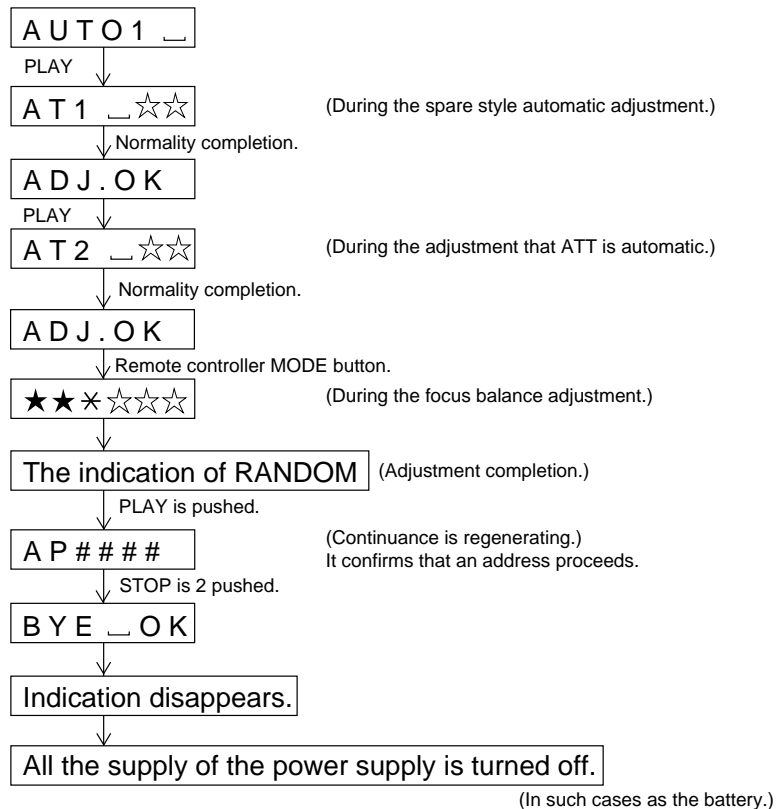 AUTO1 ⎵
PLAY
AT1 ⎵☆☆ (During the spare style automatic adjustment.)
Normality completion.
ADJ.OK
PLAY
AT2 ⎵☆☆ (During the adjustment that ATT is automatic.)
Normality completion.
ADJ.OK
Remote controller MODE button.
★★✳☆☆☆ (During the focus balance adjustment.)
The indication of RANDOM (Adjustment completion.)
PLAY is pushed.
AP#### (Continuance is regenerating.)
It confirms that an address proceeds.
STOP is 2 pushed.
BYE ⎵ OK
Indication disappears.
All the supply of the power supply is turned off.
(In such cases as the battery.)